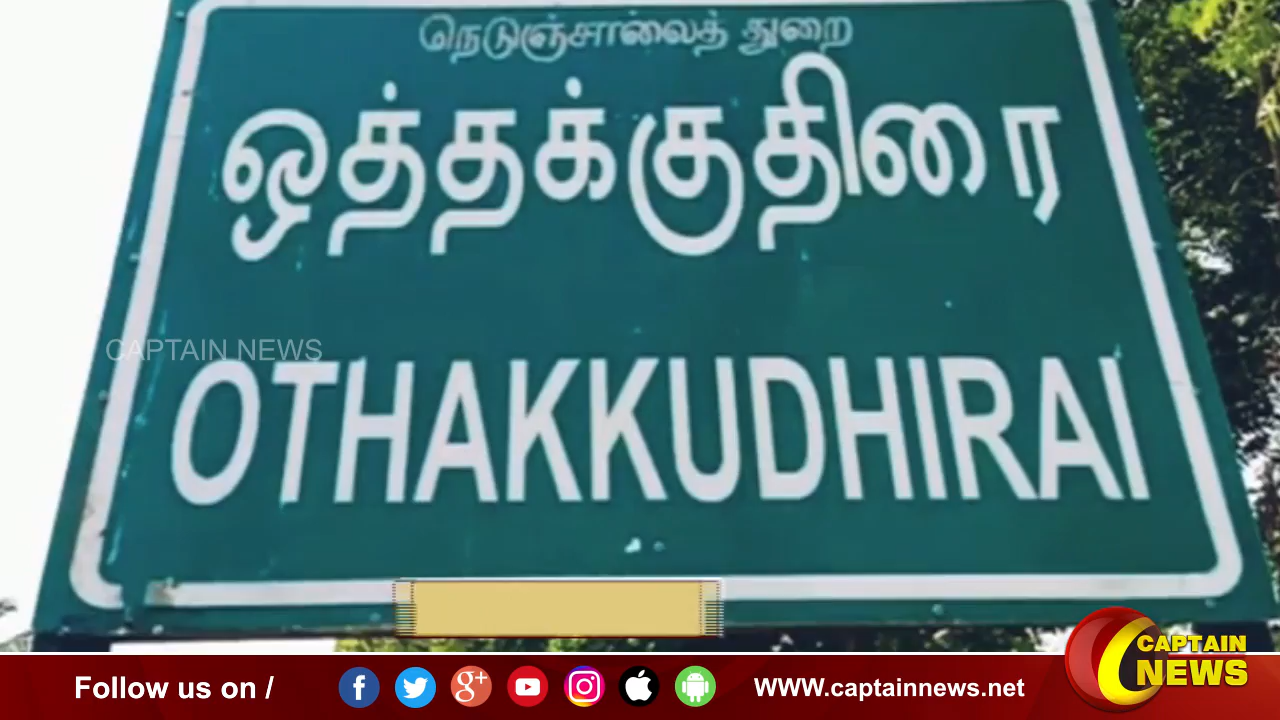 நெடுஞ்சாலைத் துறை
ஒத்தக்குதிரை
CAPTAIN NEWS
OTHAKKUDHIRAI
CAPTAIN
NEWS
Follow us on /
WWW.captainnews.net